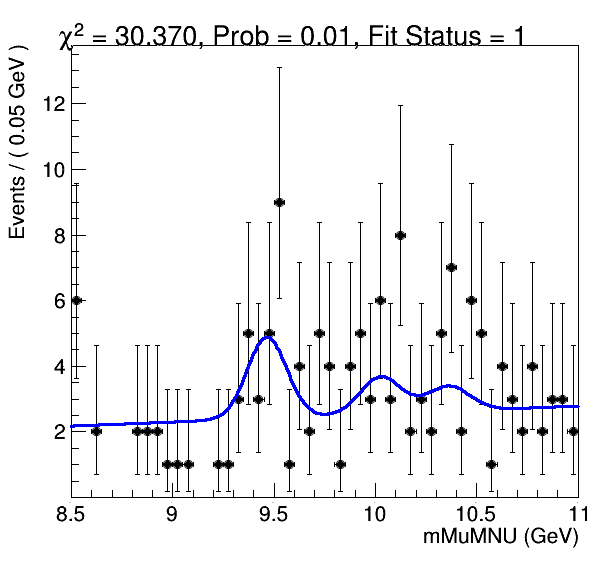 χ² = 30.370, Prob = 0.01, Fit Status = 1
Events / ( 0.05 GeV )
12
10
8
6
4
2
8.5 9 9.5 10 10.5 11
mMuMNU (GeV)